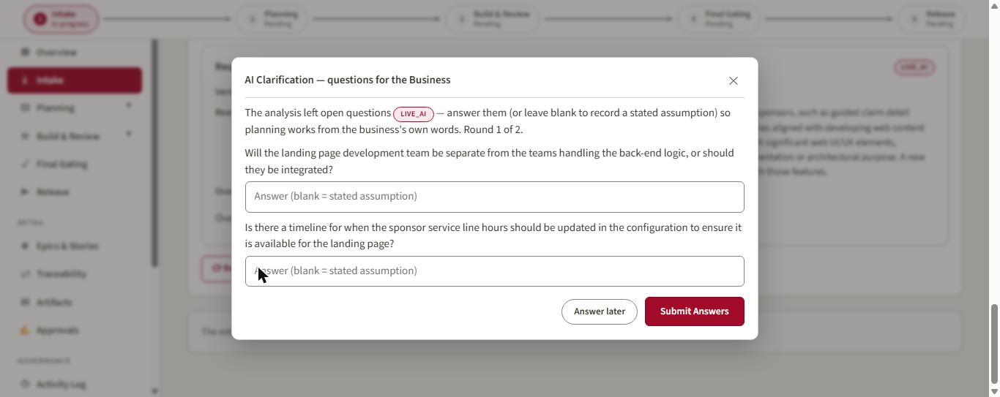 Intake
In progress
Planning
Pending
Build & Review
Pending
Final Gating
Pending
Release
Pending
Overview
Intake
Planning
Build & Review
Final Gating
Release
DETAIL
Epics & Stories
Traceability
Artifacts
Approvals
GOVERNANCE
Activity Log
LIVE_AI
sponsors, such as guided claim detail
aligned with developing web content
significant web UI/UX elements,
or architectural purpose. A new
those features.
AI Clarification — questions for the Business
The analysis left open questions LIVE_AI — answer them (or leave blank to record a stated assumption) so
planning works from the business's own words. Round 1 of 2.
Will the landing page development team be separate from the teams handling the back-end logic, or should
they be integrated?
Answer (blank = stated assumption)
Is there a timeline for when the sponsor service line hours should be updated in the configuration to ensure it
is available for the landing page?
Answer (blank = stated assumption)
Answer later
Submit Answers